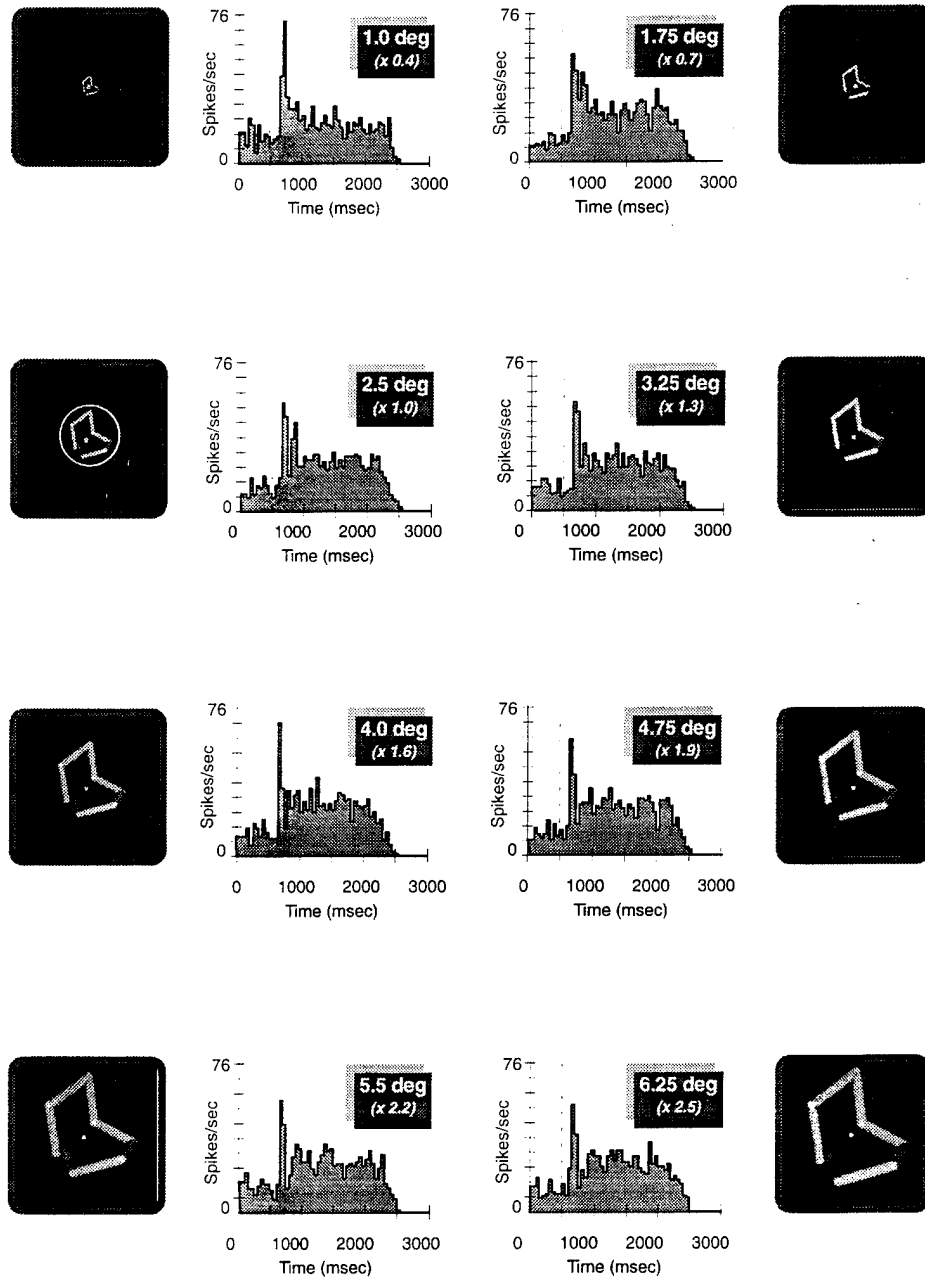 76
1.0 deg
(x 0.4)
Spikes/sec
0
0 1000 2000 3000
Time (msec)
76
1.75 deg
(x 0.7)
Spikes/sec
0
0 1000 2000 3000
Time (msec)
76
2.5 deg
(x 1.0)
Spikes/sec
0
0 1000 2000 3000
Time (msec)
76
3.25 deg
(x 1.3)
Spikes/sec
0
0 1000 2000 3000
Time (msec)
76
4.0 deg
(x 1.6)
Spikes/sec
0
0 1000 2000 3000
Time (msec)
76
4.75 deg
(x 1.9)
Spikes/sec
0
0 1000 2000 3000
Time (msec)
76
5.5 deg
(x 2.2)
Spikes/sec
0
0 1000 2000 3000
Time (msec)
76
6.25 deg
(x 2.5)
Spikes/sec
0
0 1000 2000 3000
Time (msec)